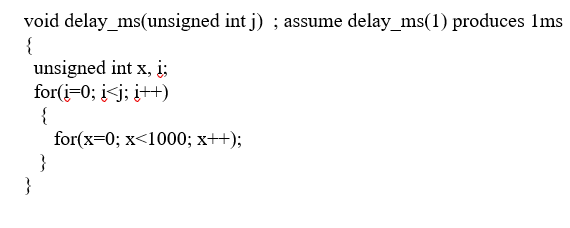 void delay_ms(unsigned int j)  ; assume delay_ms(1) produces 1ms
{
unsigned int x, i;
for(i=0; i<j; i++)
{
for(x=0; x<1000; x++);
}
}